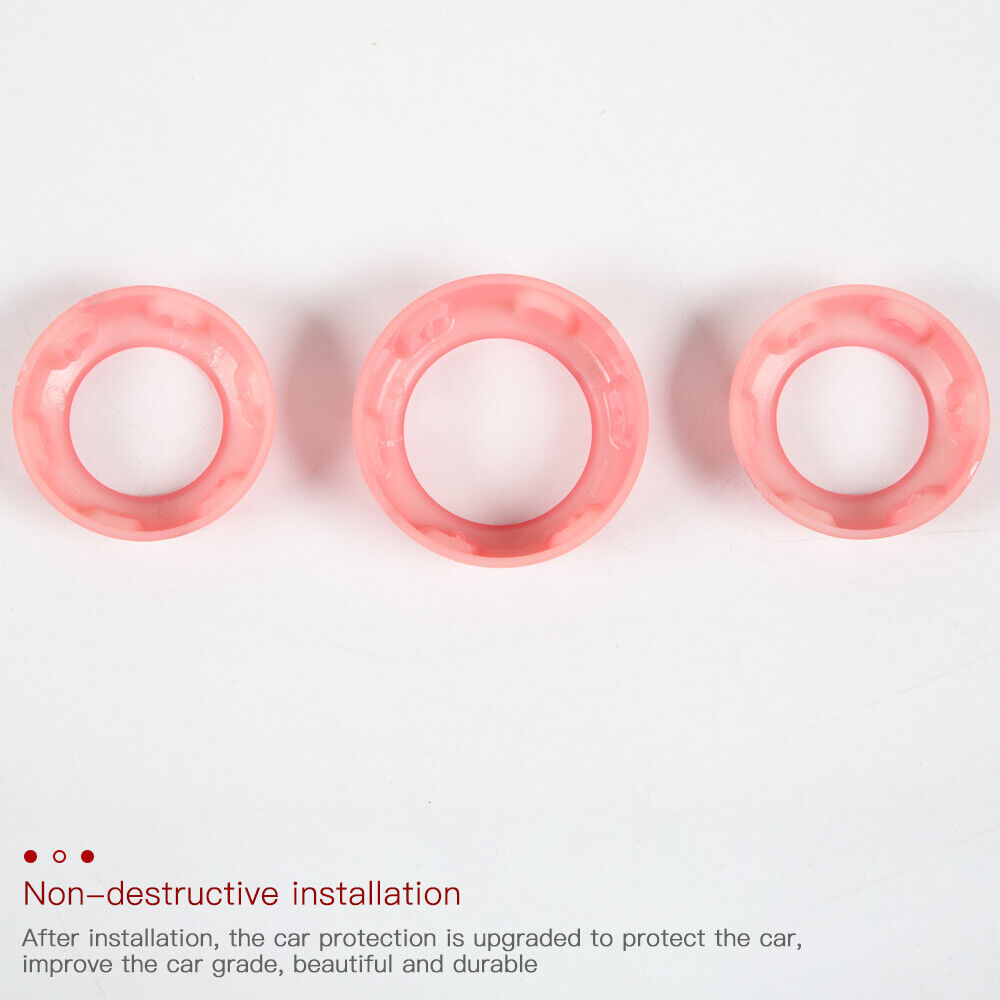 Non-destructive installation
After installation, the car protection is upgraded to protect the car,
improve the car grade, beautiful and durable